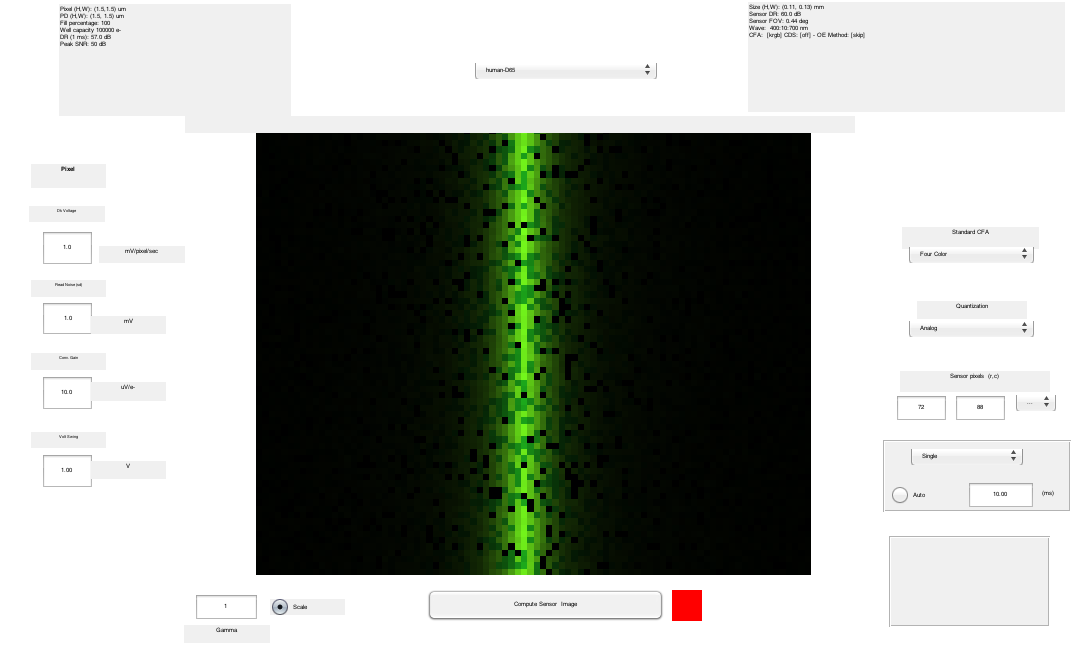 Pixel (H,W): (1.5,1.5) um
PD (H,W): (1.5, 1.5) um
Fill percentage: 100
Well capacity 100000 e-
DR (1 ms): 57.0 dB
Peak SNR: 50 dB
Size (H,W): (0.11, 0.13) mm
Sensor DR: 60.0 dB
Sensor FOV: 0.44 deg
Wave: 400:10:700 nm
CFA: [krgb] CDS: [off] - OE Method: [skip]
human-D65
Pixel
Dk Voltage
1.0
mV/pixel/sec
Read Noise (sd)
1.0
mV
Conv. Gain
10.0
uV/e-
Volt Swing
1.00
V
Standard CFA
Four Color
Quantization
Analog
Sensor pixels (r,c)
72
88
...
Single
Auto
10.00
(ms)
1
Scale
Compute Sensor Image
Gamma